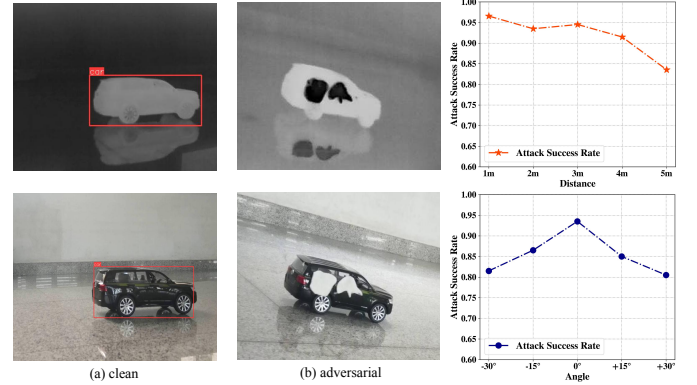 car
(a) clean
(b) adversarial
Attack Success Rate
1.00
0.95
0.90
0.85
0.80
0.75
0.70
0.65
0.60
Attack Success Rate
1m
2m
3m
4m
5m
Distance
Attack Success Rate
1.00
0.95
0.90
0.85
0.80
0.75
0.70
0.65
0.60
Attack Success Rate
-30°
-15°
0°
+15°
+30°
Angle